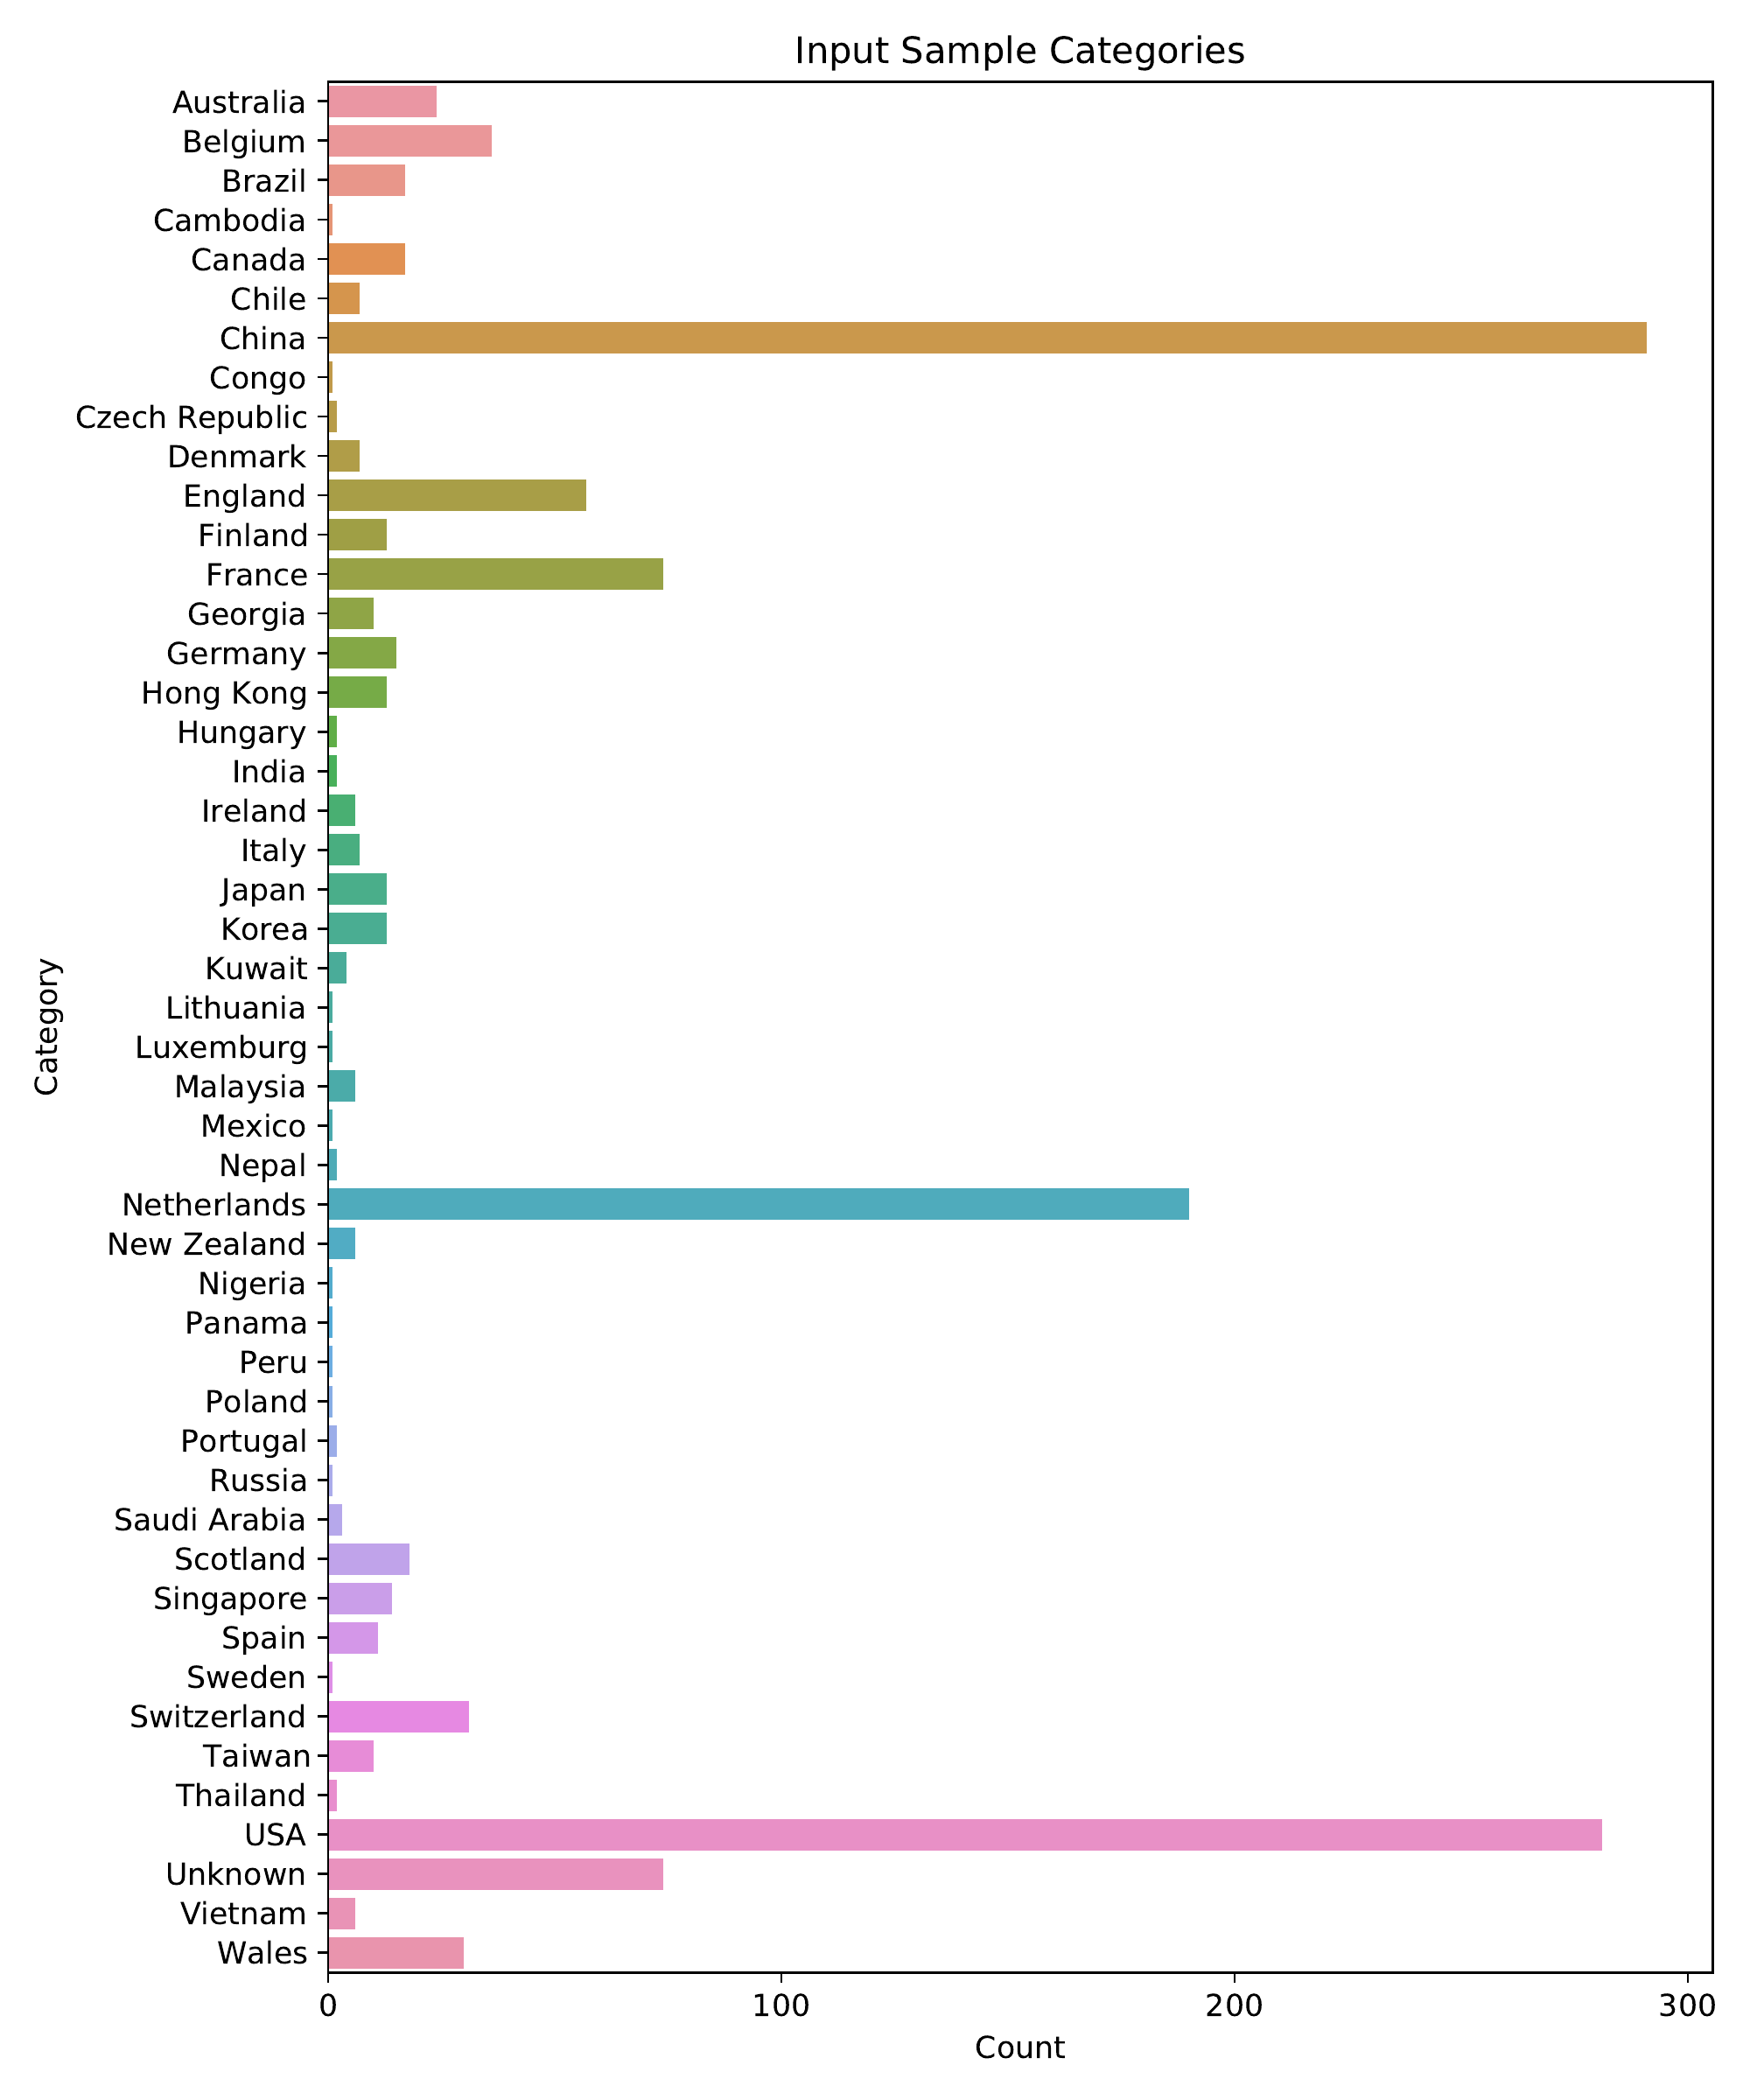 Input Sample Categories
Australia
Belgium
Brazil
Cambodia
Canada
Chile
China
Congo
Czech Republic
Denmark
England
Finland
France
Georgia
Germany
Hong Kong
Hungary
India
Ireland
Italy
Japan
Korea
Kuwait
Lithuania
Luxemburg
Malaysia
Mexico
Nepal
Netherlands
New Zealand
Nigeria
Panama
Peru
Poland
Portugal
Russia
Saudi Arabia
Scotland
Singapore
Spain
Sweden
Switzerland
Taiwan
Thailand
USA
Unknown
Vietnam
Wales
Category
0 100 200 300
Count